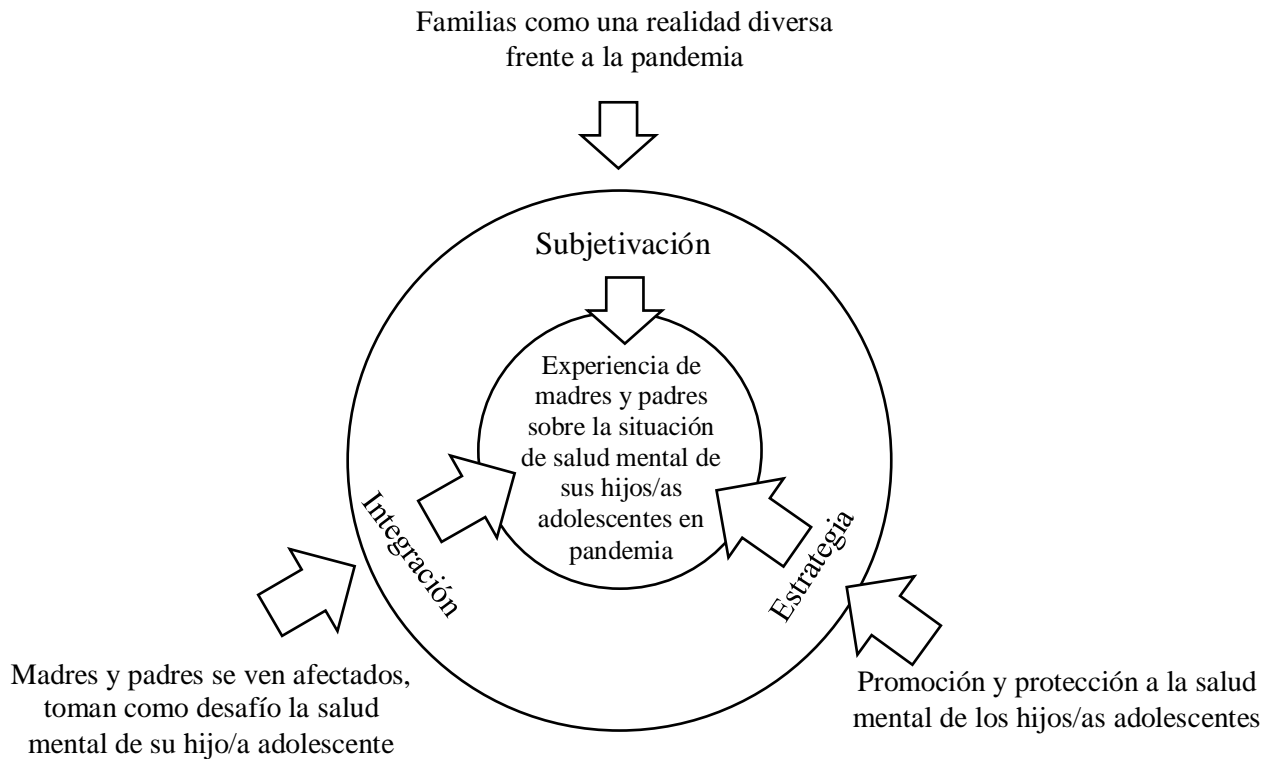 Familias como una realidad diversa
frente a la pandemia
Subjetivación
Experiencia de
madres y padres
sobre la situación
de salud mental de
sus hijos/as
adolescentes en
pandemia
Integración
Estrategia
Madres y padres se ven afectados,
toman como desafío la salud
mental de su hijo/a adolescente
Promoción y protección a la salud
mental de los hijos/as adolescentes